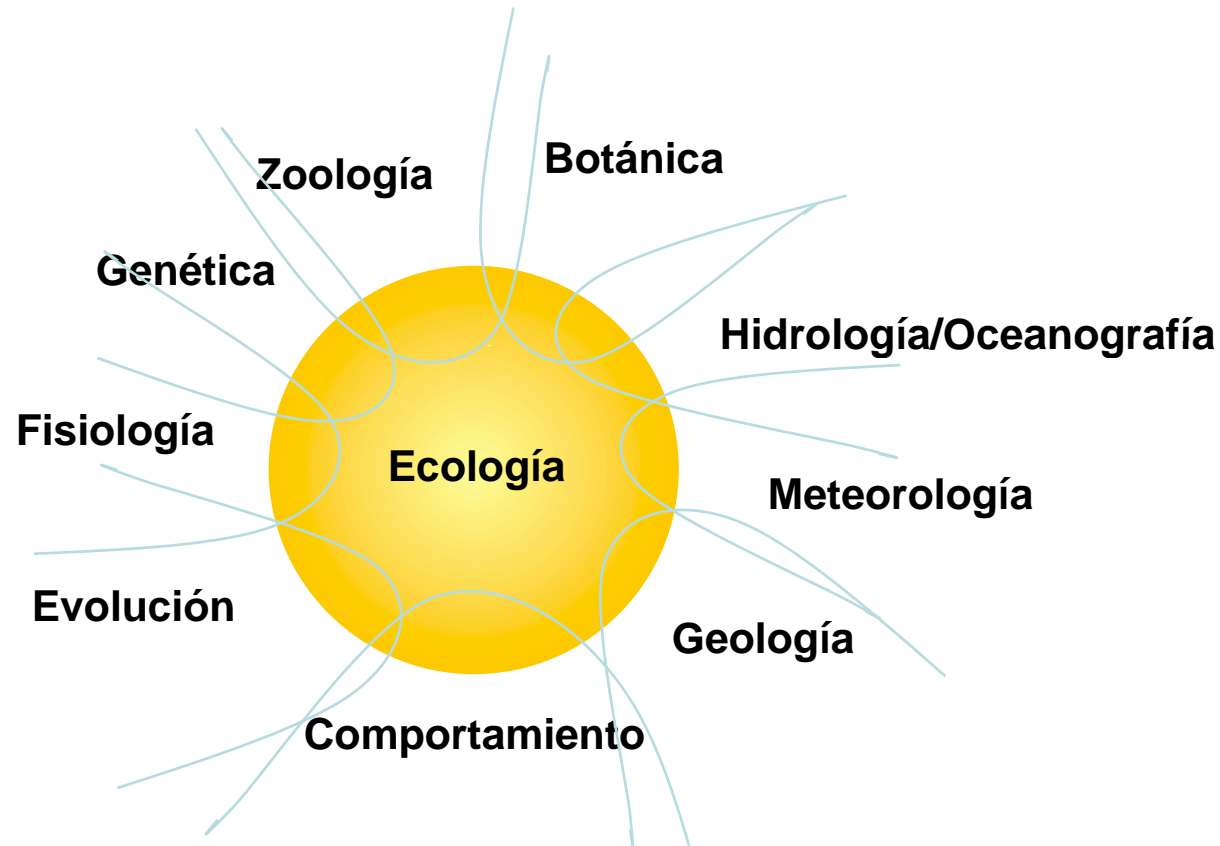 Botánica
Zoología
Genética
Hidrología/Oceanografía
Fisiología
Ecología
Meteorología
Evolución
Geología
Comportamiento